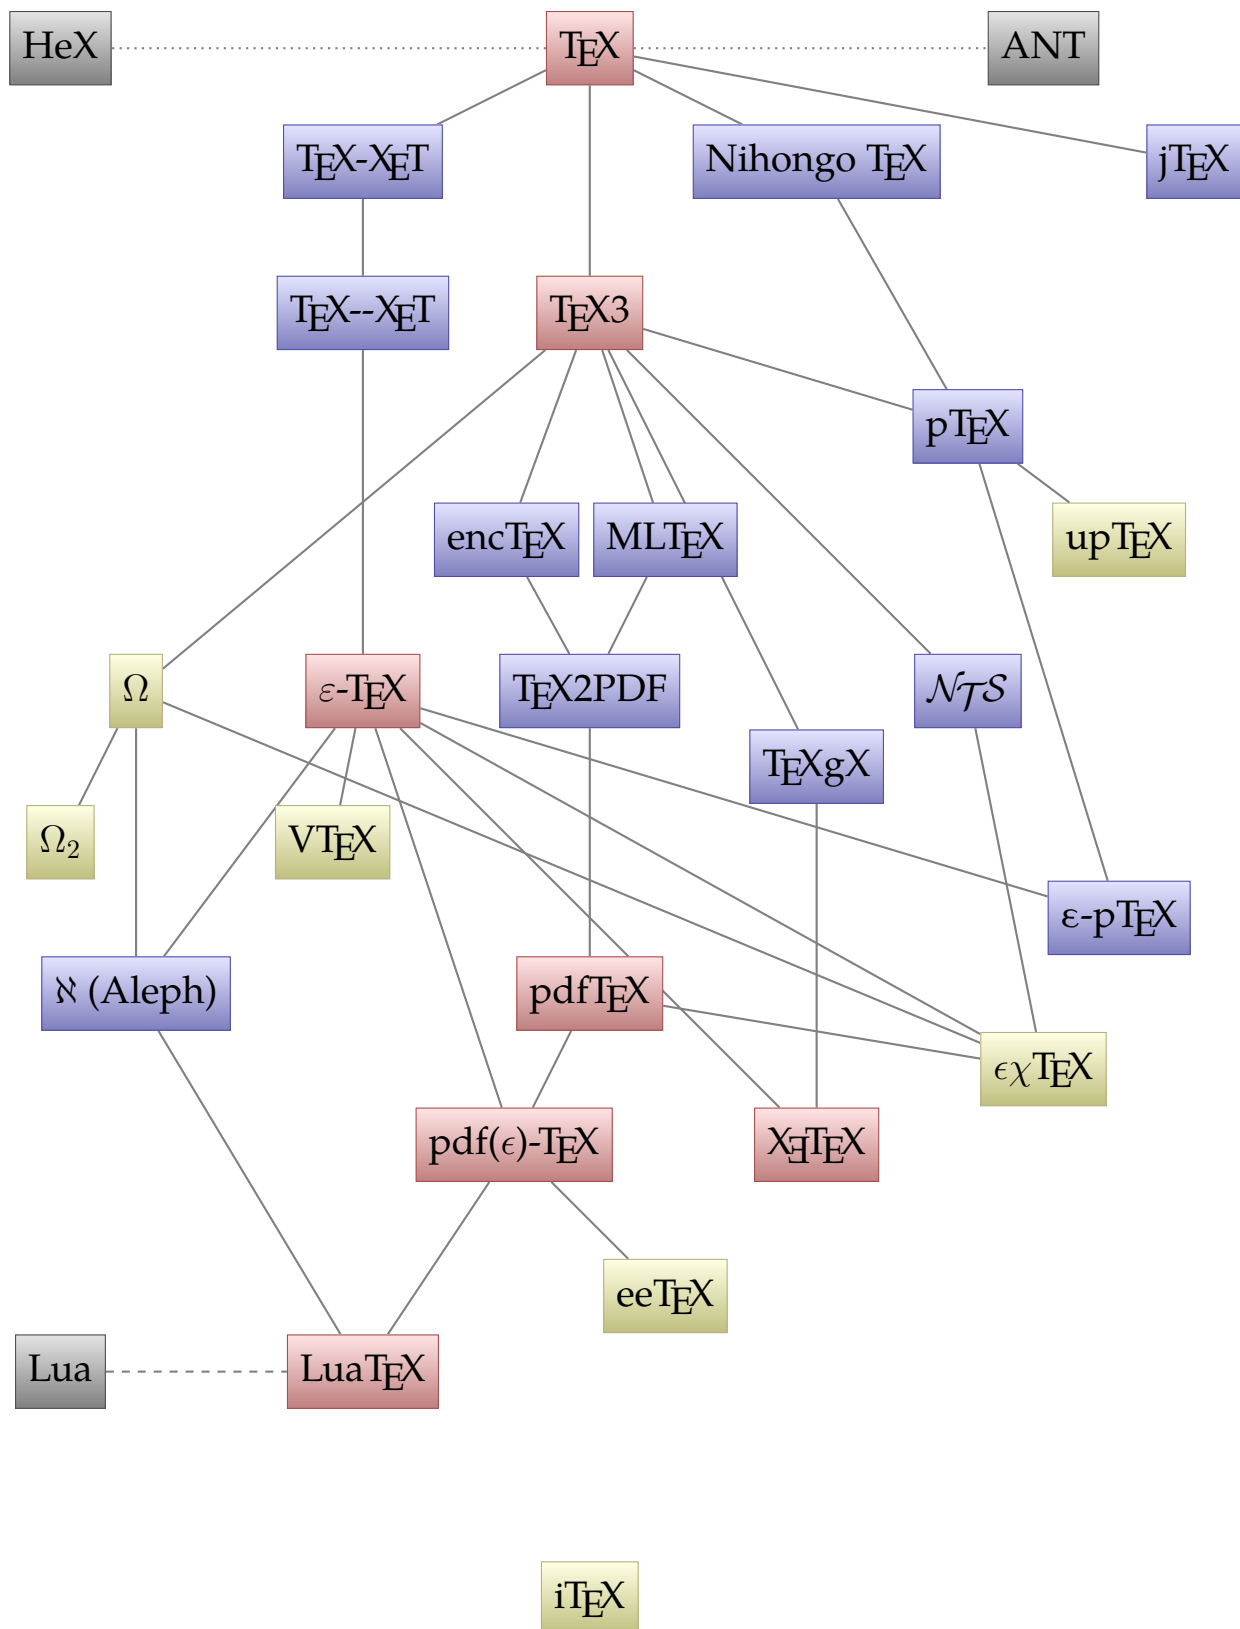 HeX
TEX
ANT
TEX-XET
Nihongo TEX
jTEX
TEX--XET
TEX3
pTEX
encTEX
MLTEX
upTEX
Ω
ε-TEX
TEX2PDF
NTS
TEXgX
Ω₂
VTEX
ε-pTEX
ℵ (Aleph)
pdfTEX
ϵχTEX
pdf(ϵ)-TEX
XƎTEX
eeTEX
Lua
LuaTEX
iTEX